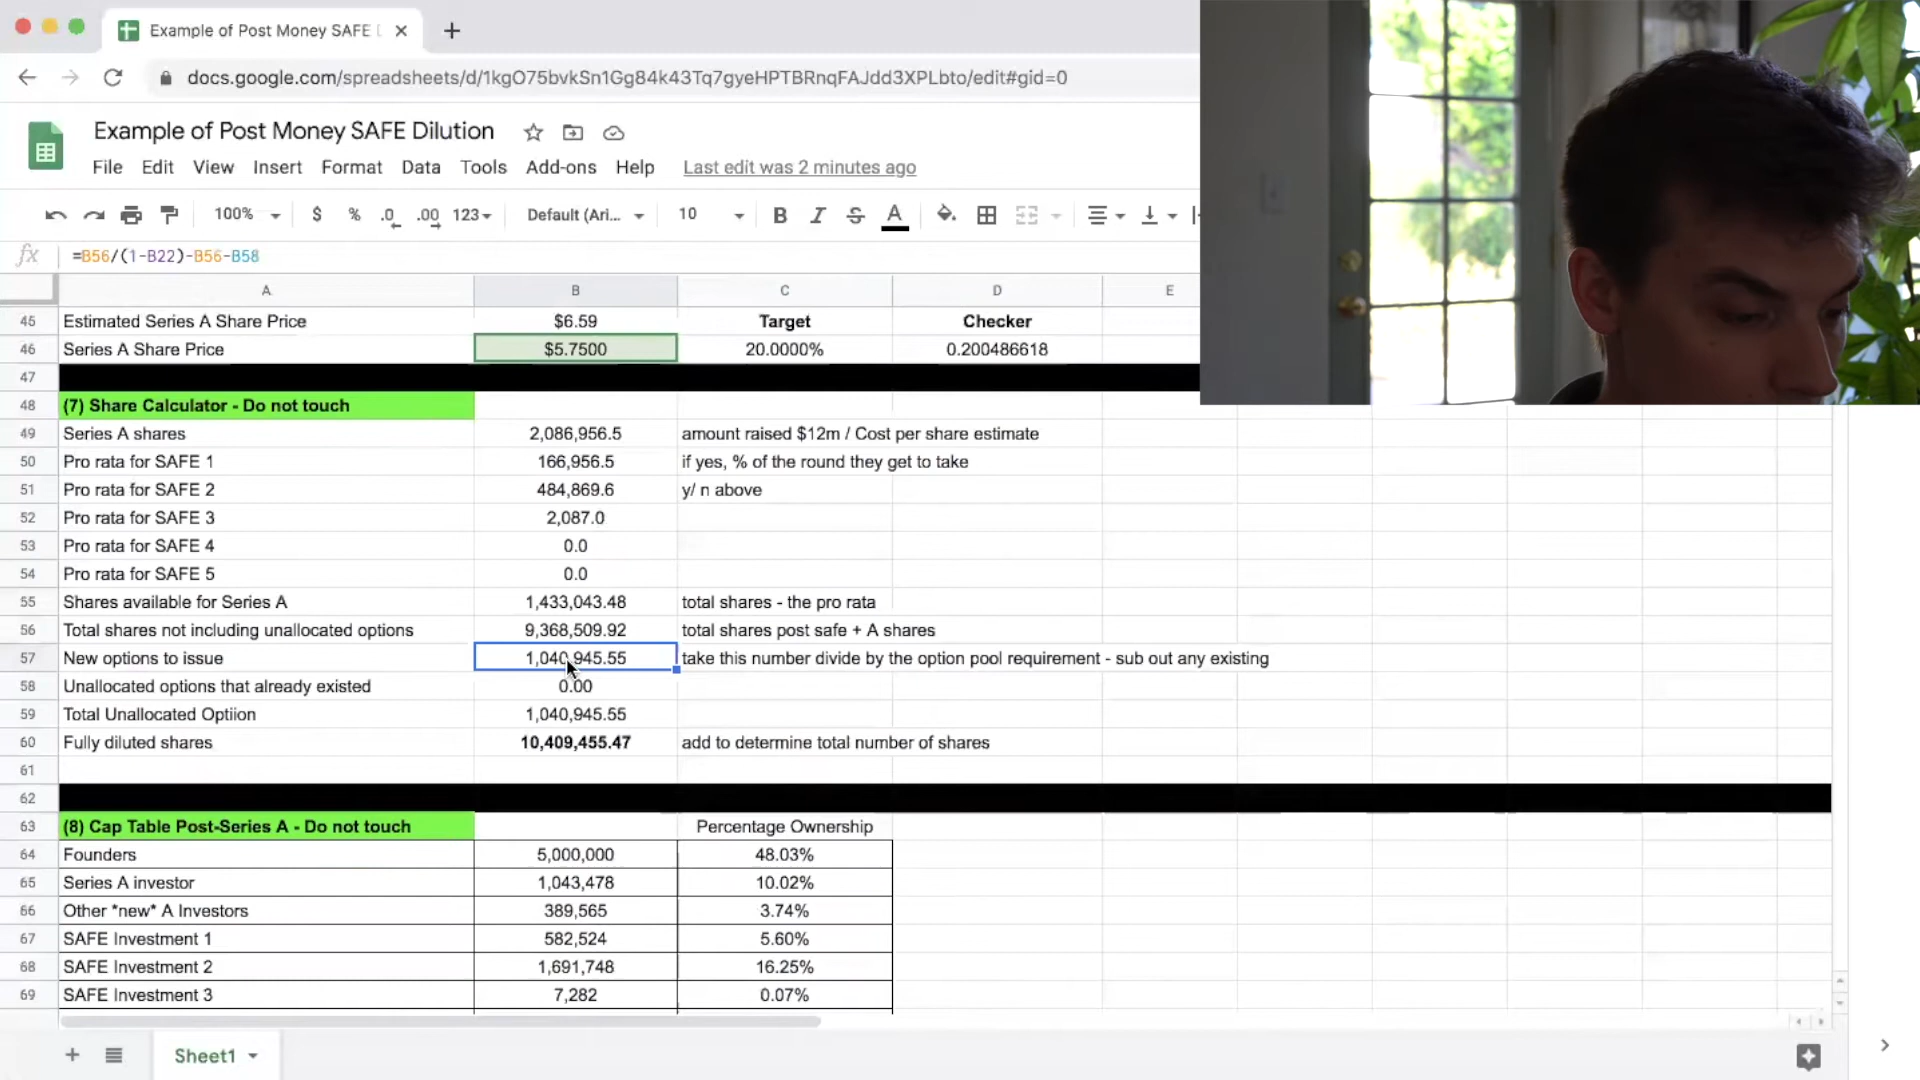 Example of Post Money SAFE D
docs.google.com/spreadsheets/d/1kgO75bvkSn1Gg84k43Tq7gyeHPTBRnqFAJdd3XPLbto/edit#gid=0
Example of Post Money SAFE Dilution
File Edit View Insert Format Data Tools Add-ons Help Last edit was 2 minutes ago
100% $ % .0 .00 123 Default (Ari... 10 B I S A
fx =B56/(1-B22)-B56-B58
A B C D E
45 Estimated Series A Share Price $6.59 Target Checker
46 Series A Share Price $5.7500 20.0000% 0.200486618
47
48 (7) Share Calculator - Do not touch
49 Series A shares 2,086,956.5 amount raised $12m / Cost per share estimate
50 Pro rata for SAFE 1 166,956.5 if yes, % of the round they get to take
51 Pro rata for SAFE 2 484,869.6 y/ n above
52 Pro rata for SAFE 3 2,087.0
53 Pro rata for SAFE 4 0.0
54 Pro rata for SAFE 5 0.0
55 Shares available for Series A 1,433,043.48 total shares - the pro rata
56 Total shares not including unallocated options 9,368,509.92 total shares post safe + A shares
57 New options to issue 1,040,945.55 take this number divide by the option pool requirement - sub out any existing
58 Unallocated options that already existed 0.00
59 Total Unallocated Optiion 1,040,945.55
60 Fully diluted shares 10,409,455.47 add to determine total number of shares
61
62
63 (8) Cap Table Post-Series A - Do not touch Percentage Ownership
64 Founders 5,000,000 48.03%
65 Series A investor 1,043,478 10.02%
66 Other *new* A Investors 389,565 3.74%
67 SAFE Investment 1 582,524 5.60%
68 SAFE Investment 2 1,691,748 16.25%
69 SAFE Investment 3 7,282 0.07%
Sheet1